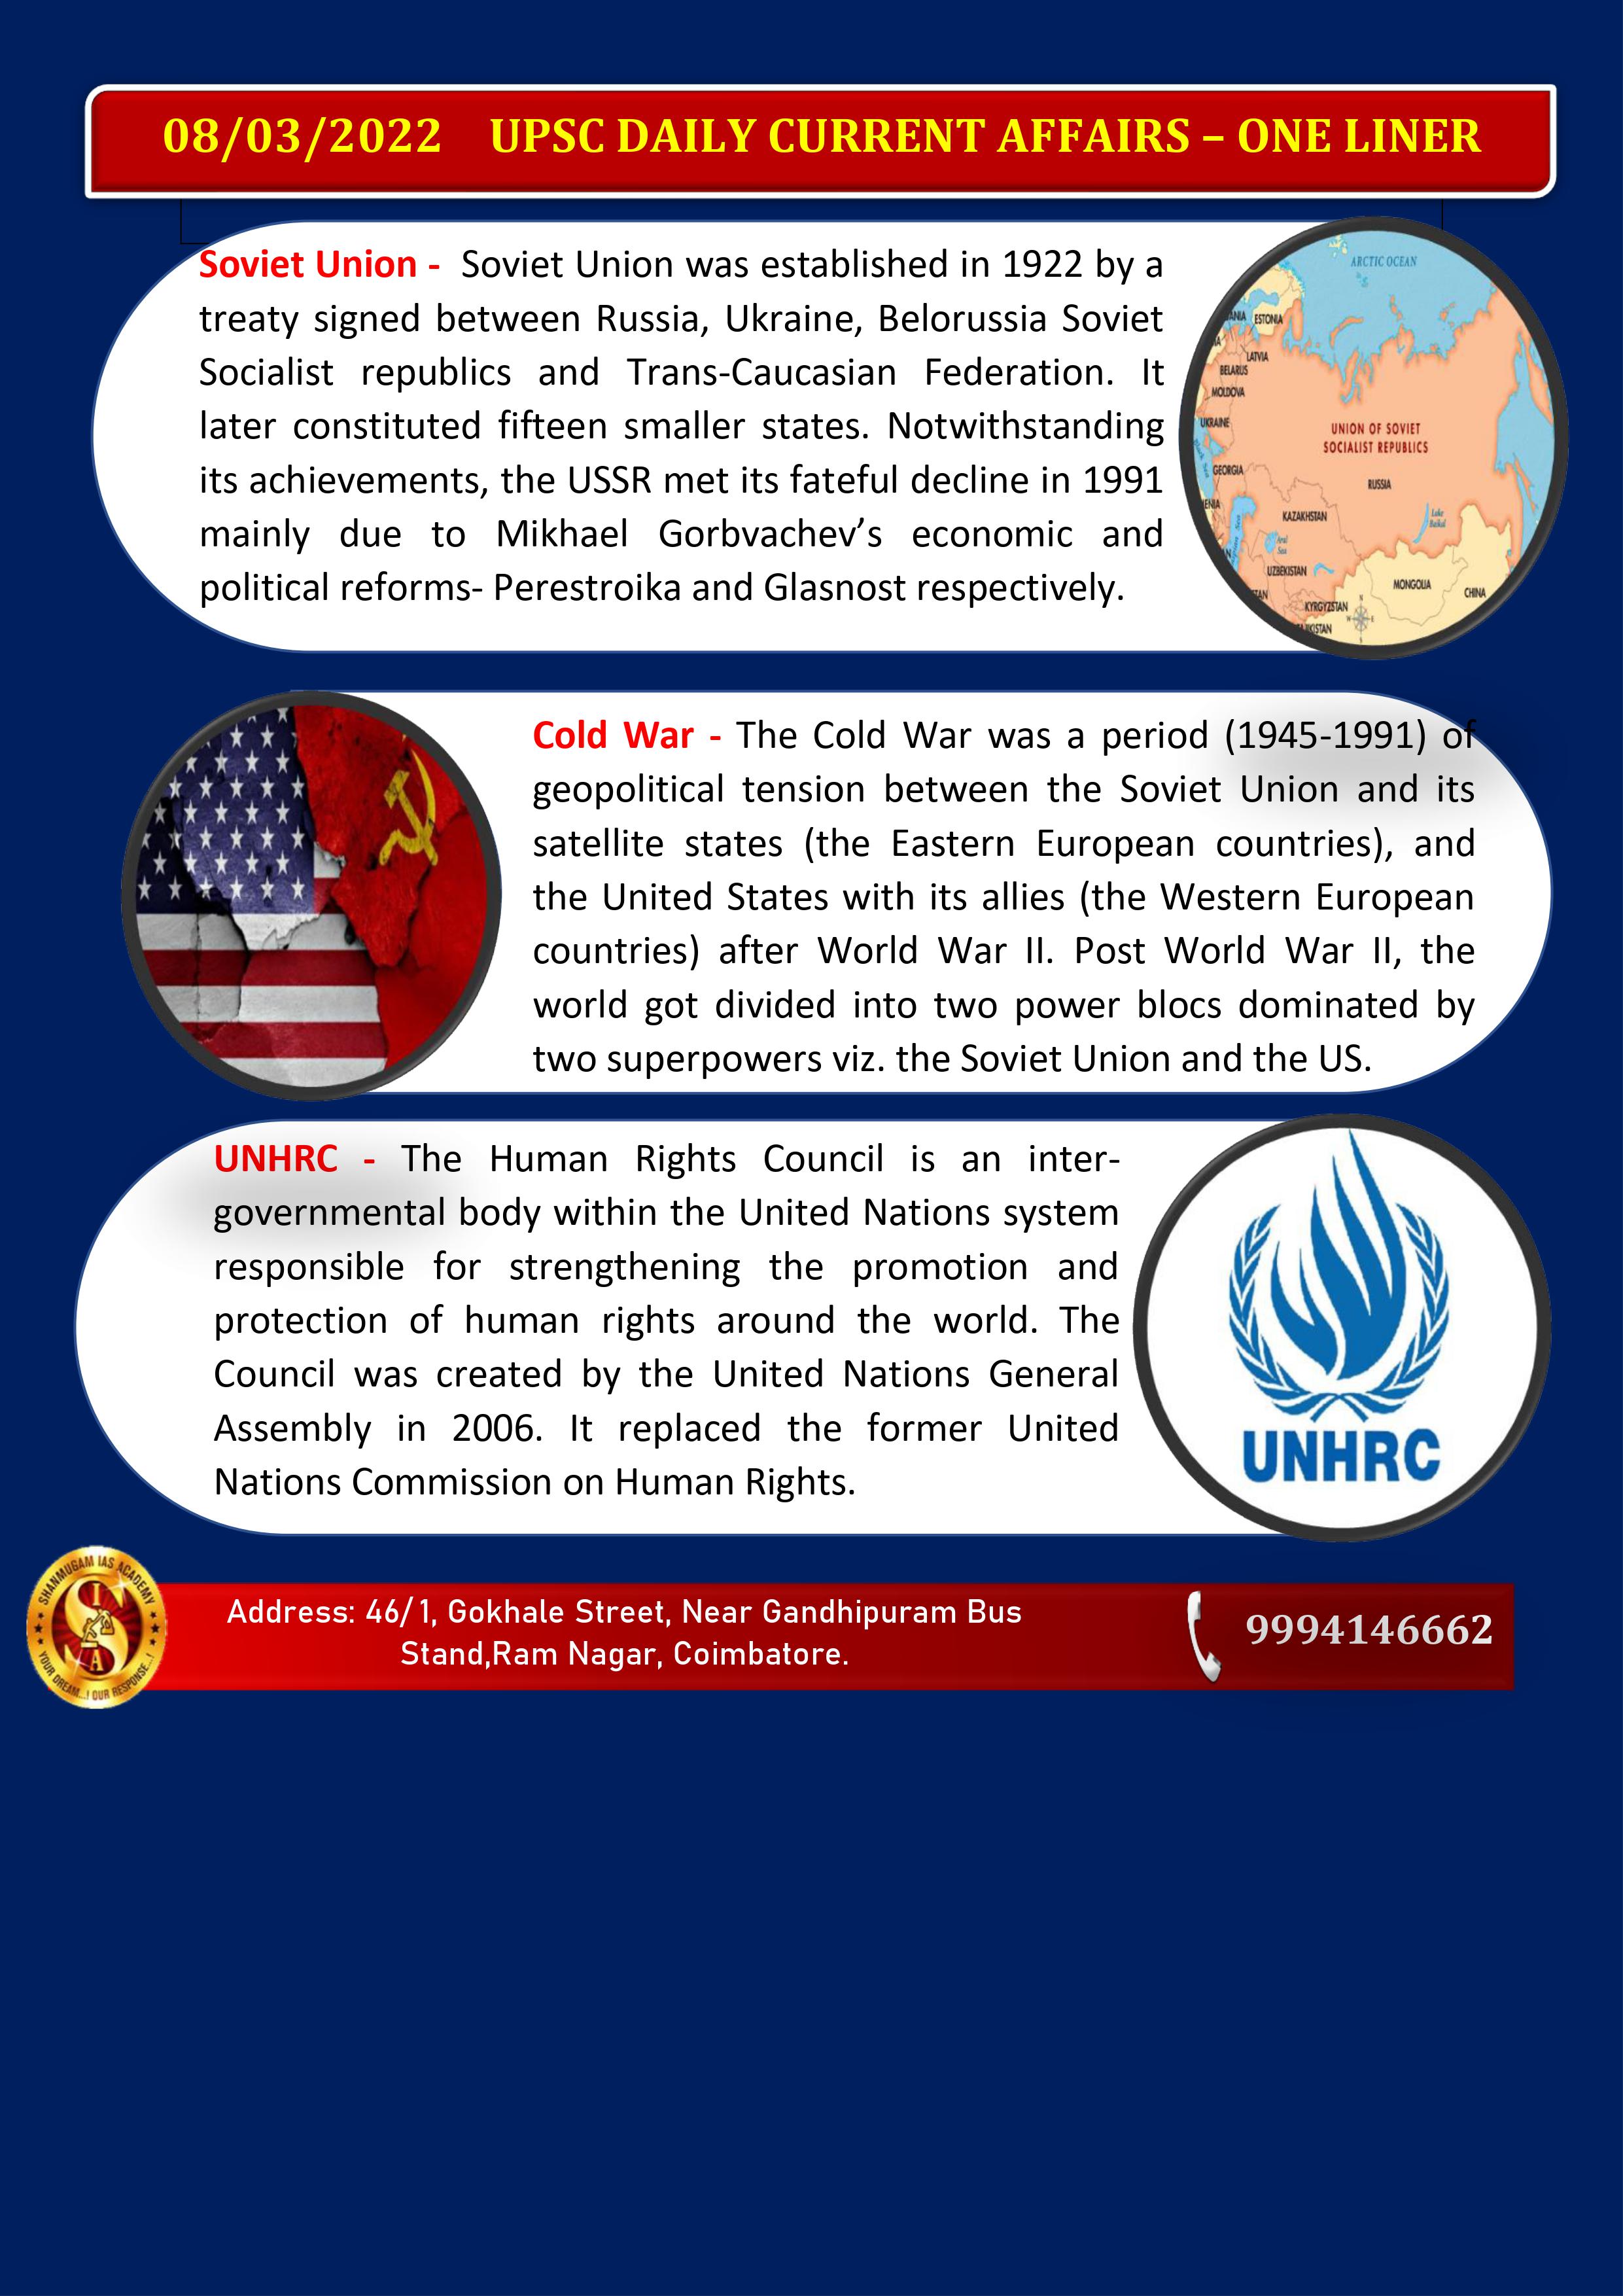 08/03/2022 UPSC DAILY CURRENT AFFAIRS – ONE LINER
Soviet Union - Soviet Union was established in 1922 by a
treaty signed between Russia, Ukraine, Belorussia Soviet
Socialist republics and Trans-Caucasian Federation. It
later constituted fifteen smaller states. Notwithstanding
its achievements, the USSR met its fateful decline in 1991
mainly due to Mikhael Gorbvachev’s economic and
political reforms- Perestroika and Glasnost respectively.
ARCTIC OCEAN
ESTONIA
LATVIA
BELARUS
MOLDOVA
UKRAINE
UNION OF SOVIET
SOCIALIST REPUBLICS
GEORGIA
RUSSIA
KAZAKHSTAN
Lake
Baikal
Aral
Sea
UZBEKISTAN
MONGOLIA
CHINA
KYRGYZSTAN
Cold War - The Cold War was a period (1945-1991) of
geopolitical tension between the Soviet Union and its
satellite states (the Eastern European countries), and
the United States with its allies (the Western European
countries) after World War II. Post World War II, the
world got divided into two power blocs dominated by
two superpowers viz. the Soviet Union and the US.
UNHRC - The Human Rights Council is an inter-
governmental body within the United Nations system
responsible for strengthening the promotion and
protection of human rights around the world. The
Council was created by the United Nations General
Assembly in 2006. It replaced the former United
Nations Commission on Human Rights.
UNHRC
SHANMUGAM IAS ACADEMY
YOUR DREAM...! OUR RESPONSE...!
Address: 46/1, Gokhale Street, Near Gandhipuram Bus
Stand,Ram Nagar, Coimbatore.
9994146662